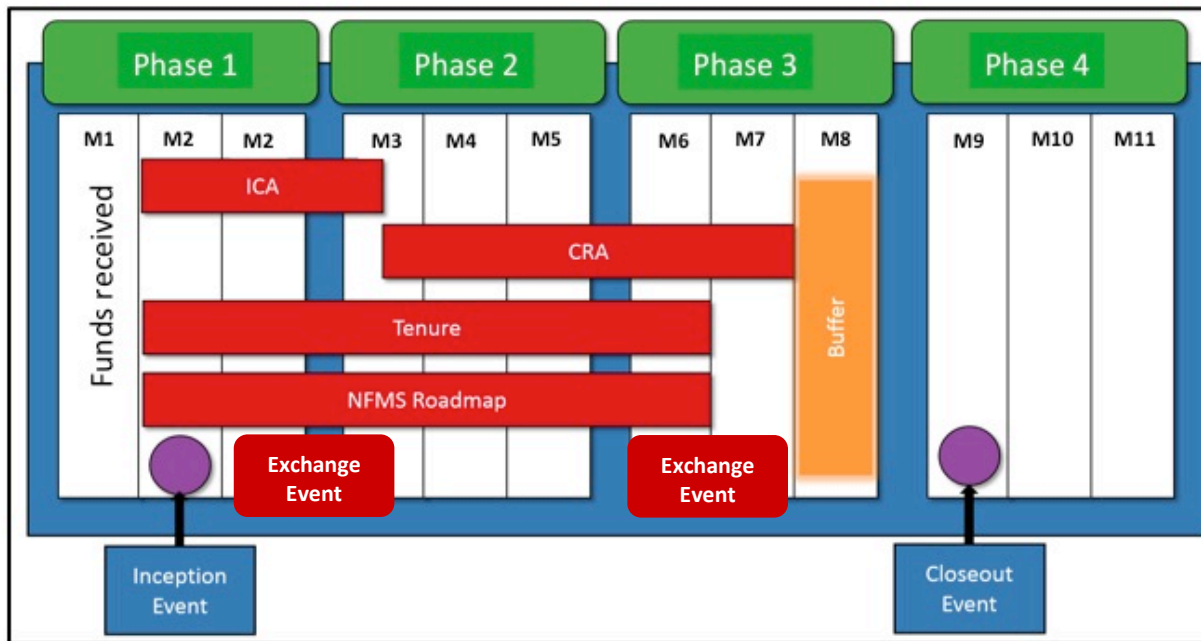 Phase 1
Phase 2
Phase 3
Phase 4
M1
M2
M2
M3
M4
M5
M6
M7
M8
M9
M10
M11
Funds received
ICA
CRA
Tenure
NFMS Roadmap
Buffer
Exchange
Event
Exchange
Event
Inception
Event
Closeout
Event